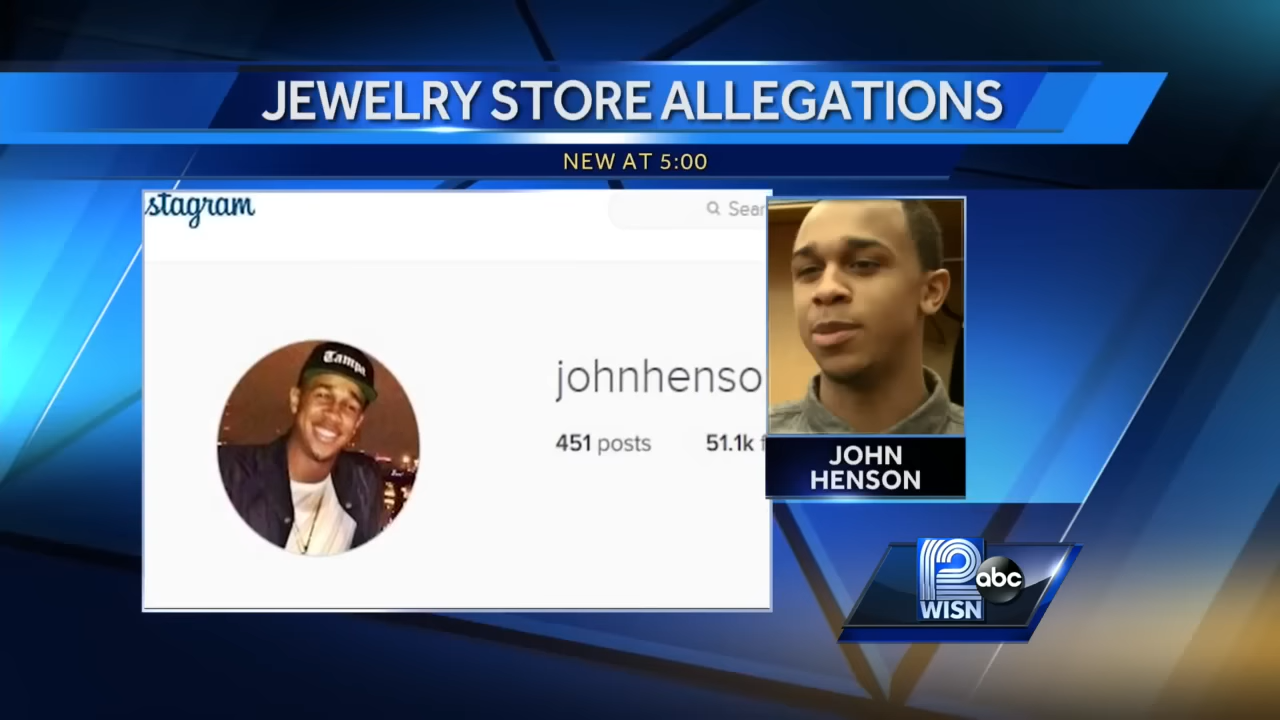 JEWELRY STORE ALLEGATIONS
NEW AT 5:00
stagram
Sear
Tampa
johnhenso
451 posts 51.1k f
JOHN
HENSON
12
abc
WISN